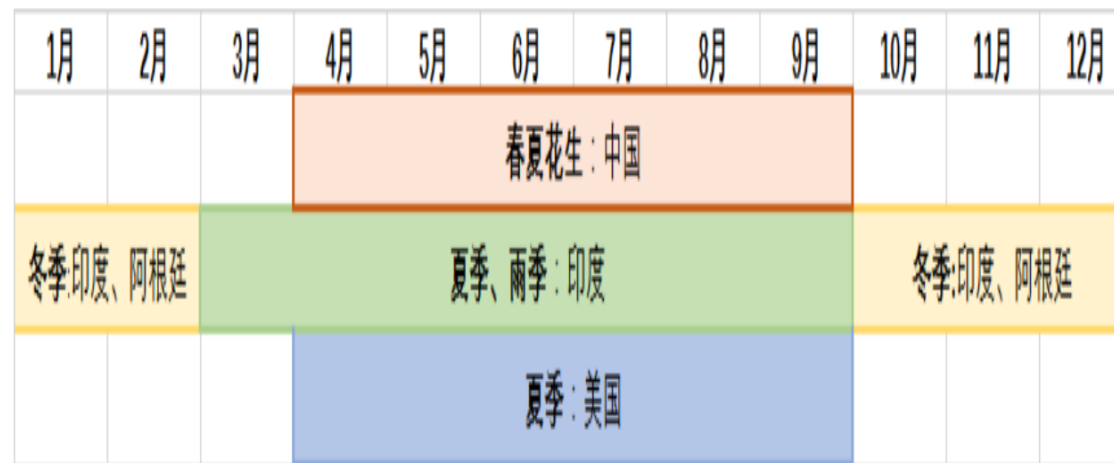 1月 2月 3月 4月 5月 6月 7月 8月 9月 10月 11月 12月
春夏花生：中国
冬季:印度、阿根廷 夏季、雨季：印度 冬季:印度、阿根廷
夏季：美国